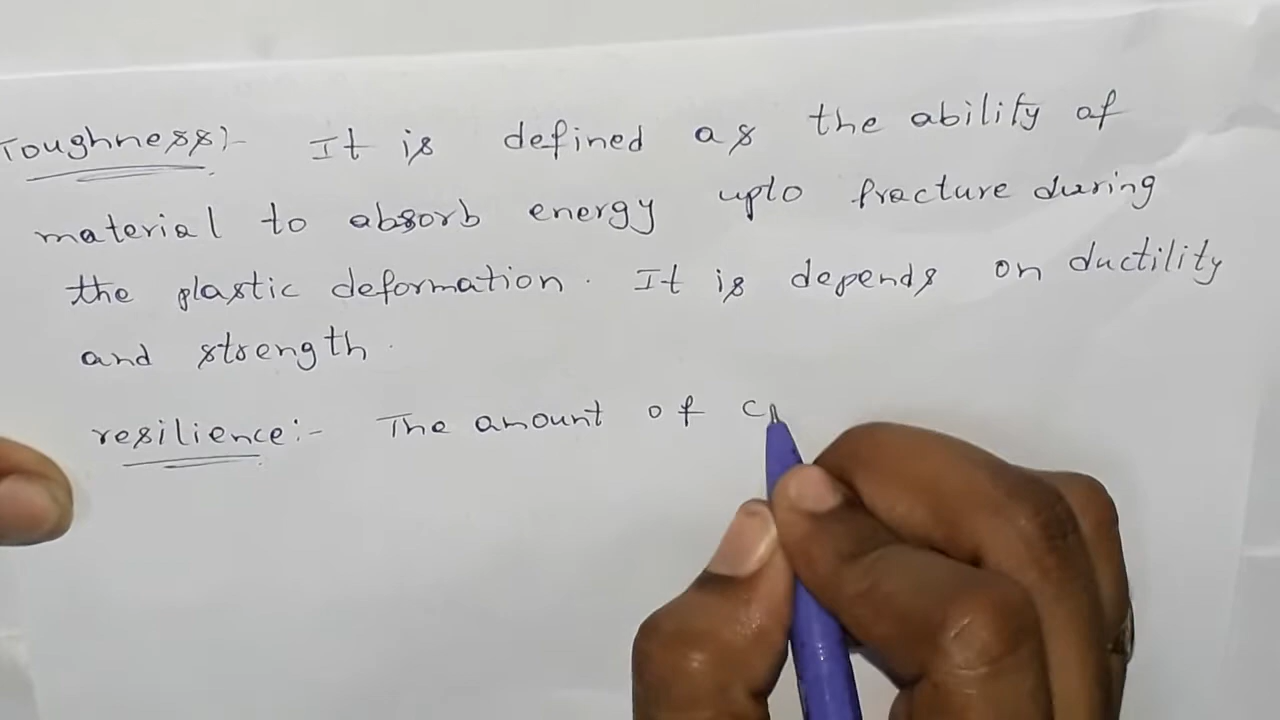 Toughness:- It is defined as the ability of
material to absorb energy upto fracture during
the plastic deformation. It is depends on ductility
and strength.
resilience:- The amount of